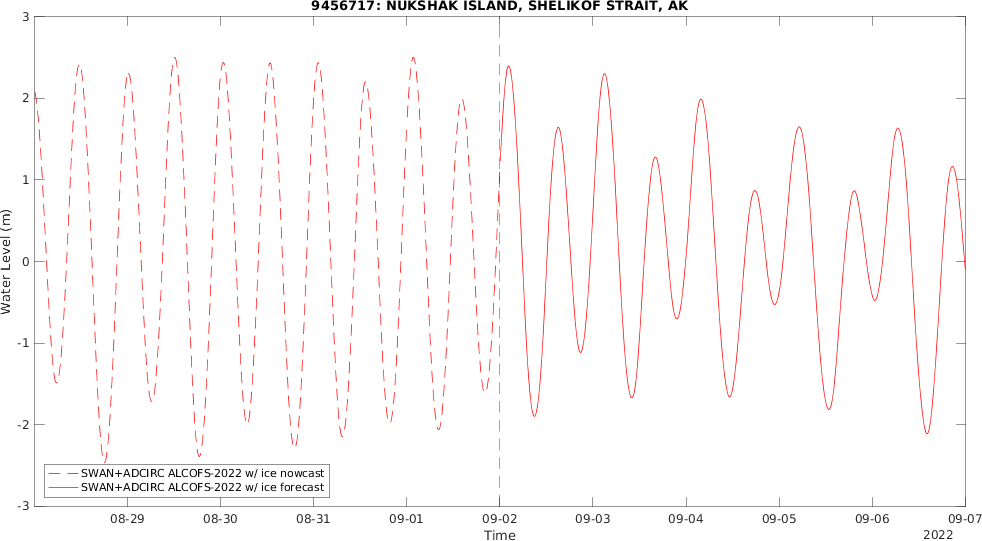 9456717: NUKSHAK ISLAND, SHELIKOF STRAIT, AK
3
2
1
0
-1
-2
-3
Water Level (m)
SWAN+ADCIRC ALCOFS-2022 w/ ice nowcast
SWAN+ADCIRC ALCOFS-2022 w/ ice forecast
08-29 08-30 08-31 09-01 09-02 09-03 09-04 09-05 09-06 09-07
Time
2022